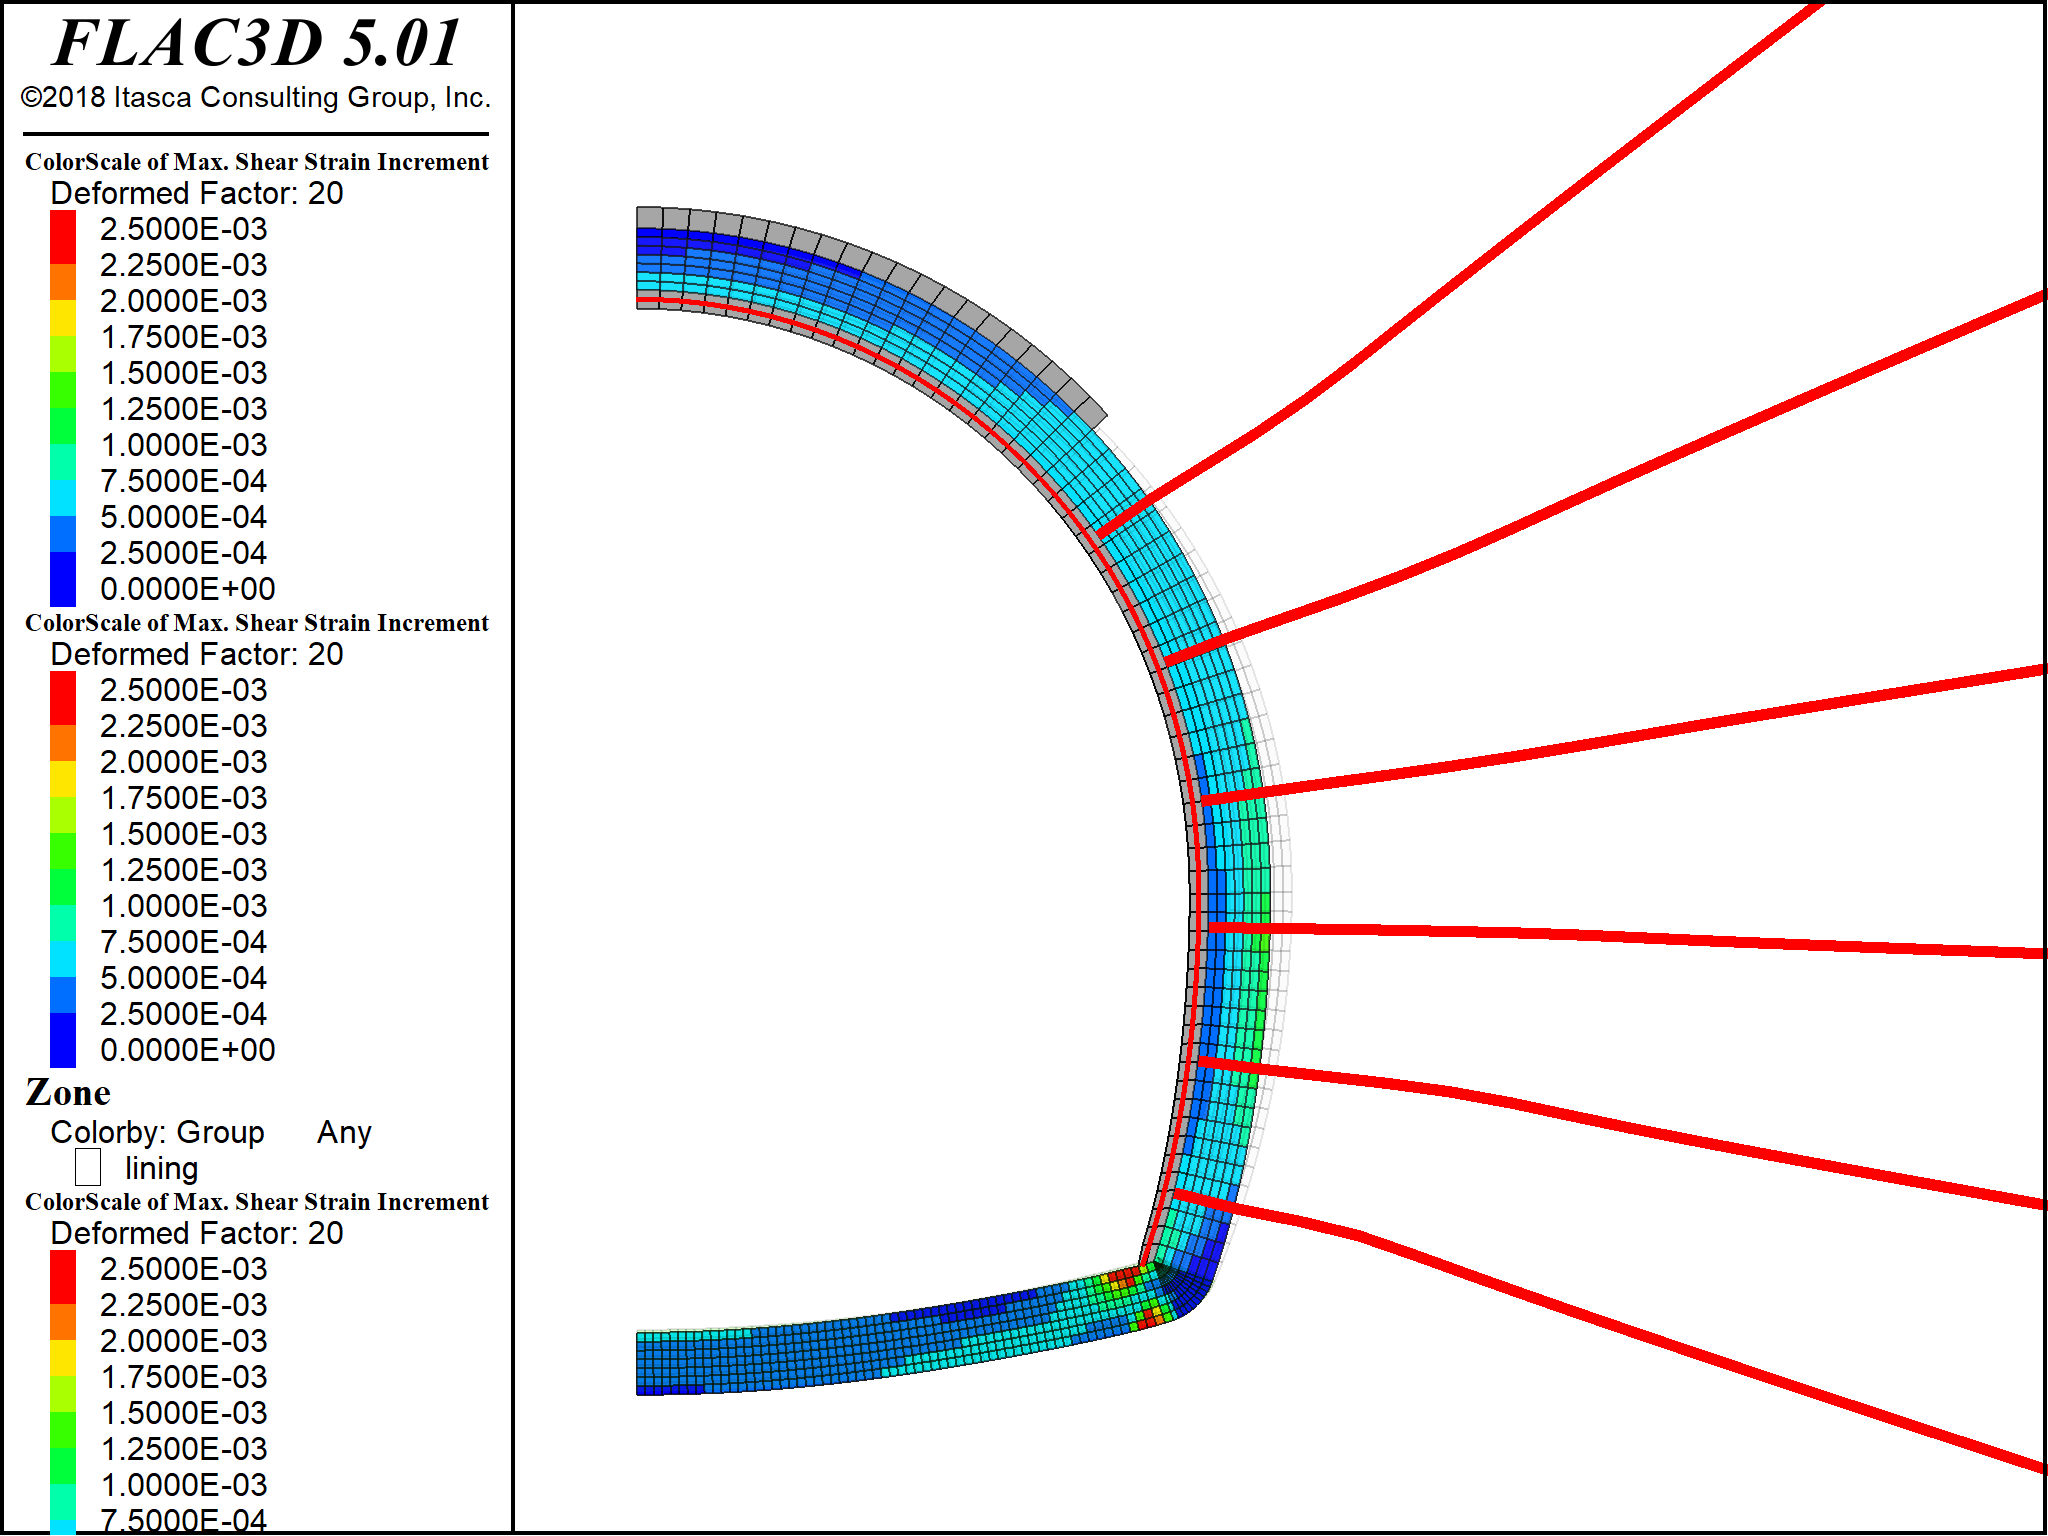 FLAC3D 5.01
©2018 Itasca Consulting Group, Inc.
ColorScale of Max. Shear Strain Increment
Deformed Factor: 20
2.5000E-03
2.2500E-03
2.0000E-03
1.7500E-03
1.5000E-03
1.2500E-03
1.0000E-03
7.5000E-04
5.0000E-04
2.5000E-04
0.0000E+00
ColorScale of Max. Shear Strain Increment
Deformed Factor: 20
2.5000E-03
2.2500E-03
2.0000E-03
1.7500E-03
1.5000E-03
1.2500E-03
1.0000E-03
7.5000E-04
5.0000E-04
2.5000E-04
0.0000E+00
Zone
Colorby: Group Any
lining
ColorScale of Max. Shear Strain Increment
Deformed Factor: 20
2.5000E-03
2.2500E-03
2.0000E-03
1.7500E-03
1.5000E-03
1.2500E-03
1.0000E-03
7.5000E-04